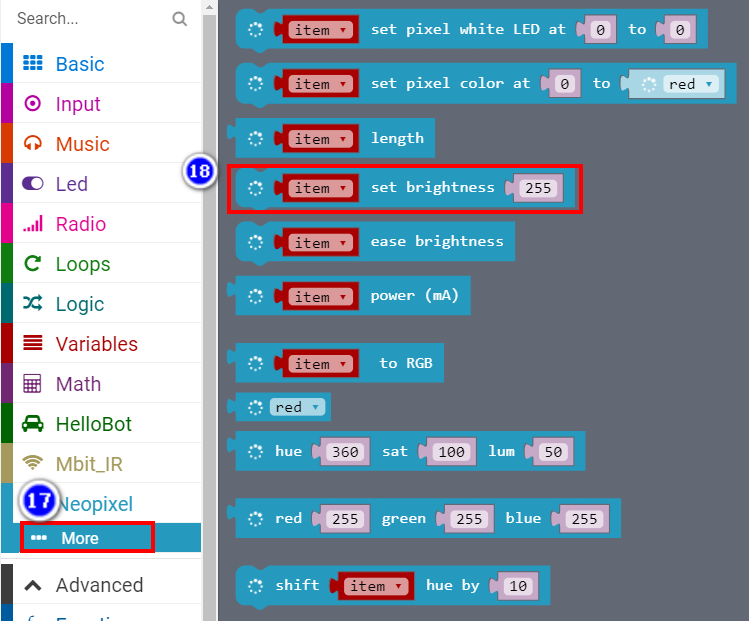 Search...
Basic
Input
Music
Led
Radio
Loops
Logic
Variables
Math
HelloBot
Mbit_IR
17 Neopixel
More
Advanced
item set pixel white LED at 0 to 0
item set pixel color at 0 to red
item length
18
item set brightness 255
item ease brightness
item power (mA)
item to RGB
red
hue 360 sat 100 lum 50
red 255 green 255 blue 255
shift item hue by 10